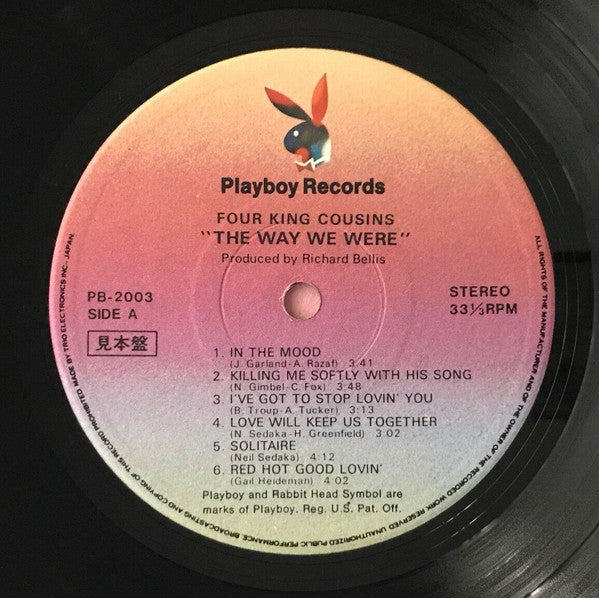 Playboy Records
FOUR KING COUSINS
"THE WAY WE WERE"
Produced by Richard Bellis
PB-2003
SIDE A
STEREO
33⅓RPM
見本盤
1. IN THE MOOD
(J. Garland-A. Razaf) 3:41
2. KILLING ME SOFTLY WITH HIS SONG
(N. Gimbel-C. Fox) 3:48
3. I'VE GOT TO STOP LOVIN' YOU
(B. Troup-A. Tucker) 3:13
4. LOVE WILL KEEP US TOGETHER
(N. Sedaka-H. Greenfield) 3:02
5. SOLITAIRE
(Neil Sedaka) 4:12
6. RED HOT GOOD LOVIN'
(Gail Heideman) 4:02
Playboy and Rabbit Head Symbol are
marks of Playboy. Reg. U.S. Pat. Off.
ALL RIGHTS OF THE MANUFACTURER AND OF THE OWNER OF THE RECORDED WORK RESERVED. UNAUTHORIZED PUBLIC PERFORMANCE, BROADCASTING AND COPYING OF THIS RECORD PROHIBITED. MADE BY TRIO ELECTRONICS INC., JAPAN.